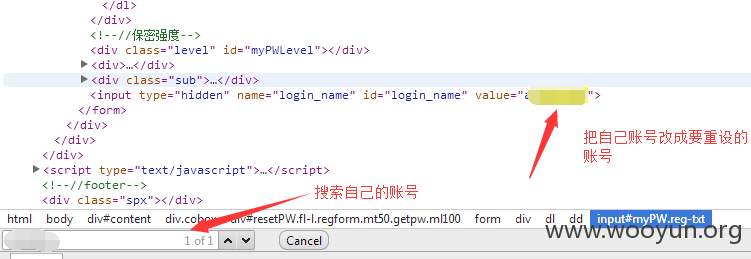 </dl>
</div>
<!--//保密强度-->
<div class="level" id="myPWLevel"></div>
▶<div>…</div>
▶<div class="sub">…</div>
<input type="hidden" name="login_name" id="login_name" value="a">
</form>
</div>
</div>
</div>
▶<script type="text/javascript">…</script>
<!--//footer-->
▶<div class="spx">…</div>
把自己账号改成要重设的
账号
搜索自己的账号
html body div#content div.cobox div#resetPW.fl-l.regform.mt50.getpw.ml100 form div dl dd input#myPW.reg-txt
1 of 1 Cancel
www.wooyun.org